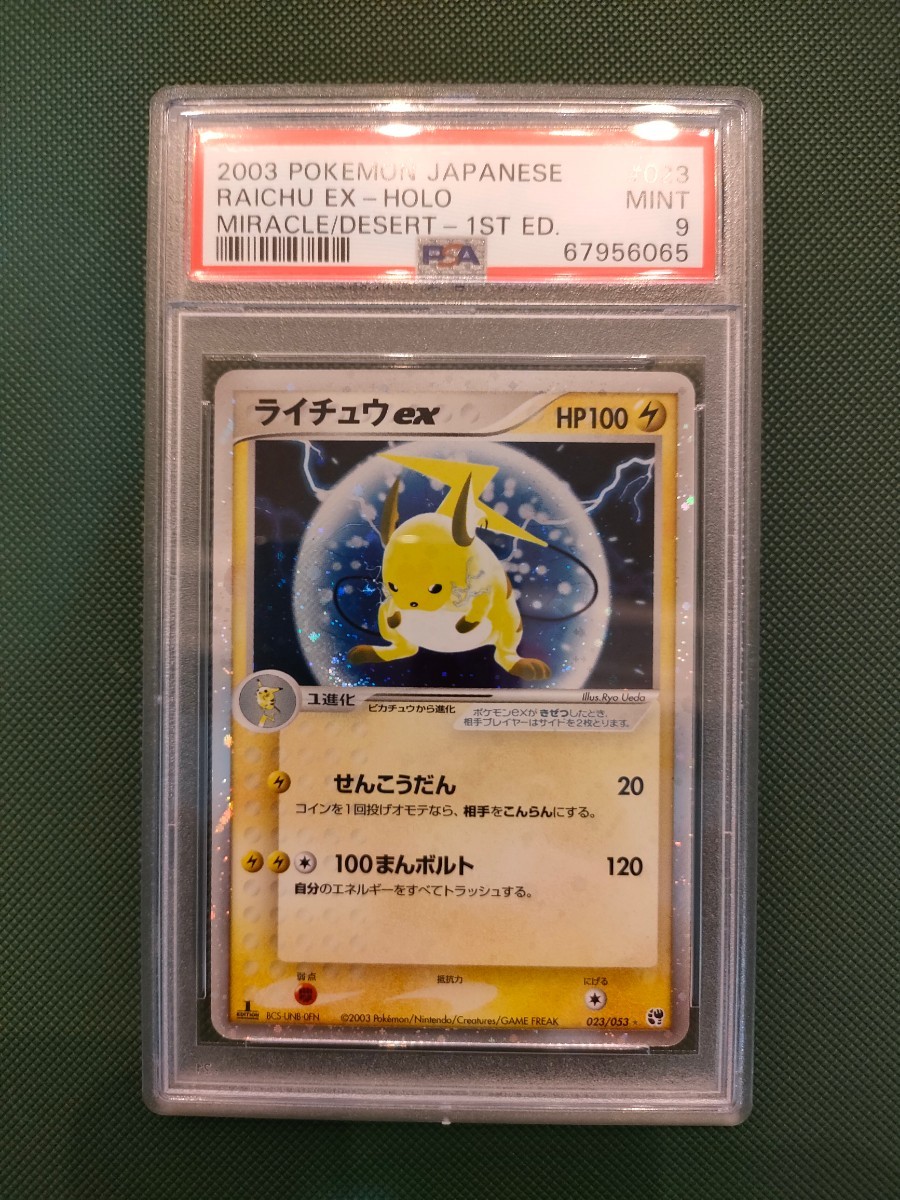 2003 POKEMON JAPANESE #023
RAICHU EX - HOLO MINT
MIRACLE/DESERT - 1ST ED. 9
PSA 67956065
ライチュウex HP100
1進化
ピカチュウから進化
Illus.Ryo Ueda
ポケモンexがきぜつしたとき、
相手プレイヤーはサイドを2枚とります。
せんこうだん 20
コインを1回投げオモテなら、相手をこんらんにする。
100まんボルト 120
自分のエネルギーをすべてトラッシュする。
弱点 抵抗力 にげる
1 EDITION BCS-UNB-0FN ©2003 Pokémon/Nintendo/Creatures/GAME FREAK 023/053